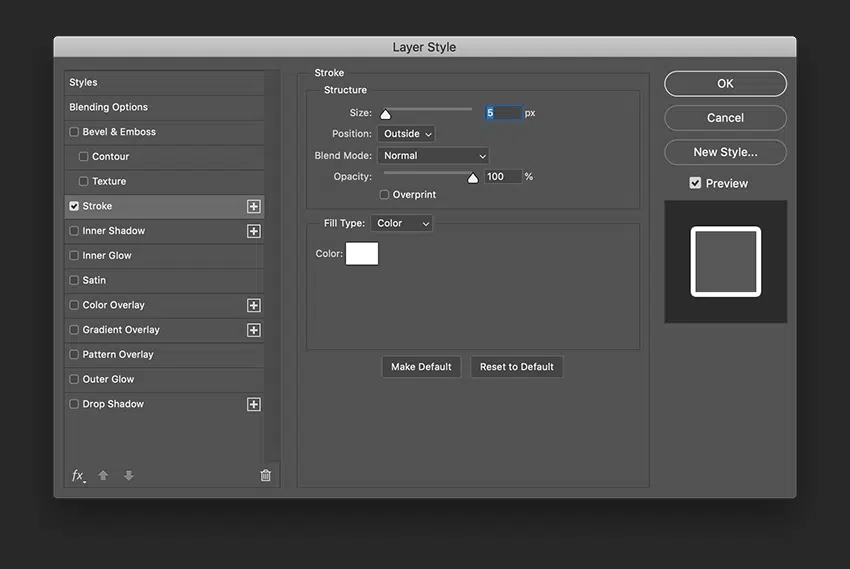 Layer Style
Styles
Blending Options
Bevel & Emboss
Contour
Texture
Stroke
Inner Shadow
Inner Glow
Satin
Color Overlay
Gradient Overlay
Pattern Overlay
Outer Glow
Drop Shadow
fx
Stroke
Structure
Size: 5 px
Position: Outside
Blend Mode: Normal
Opacity: 100 %
Overprint
Fill Type: Color
Color:
Make Default Reset to Default
OK
Cancel
New Style...
Preview